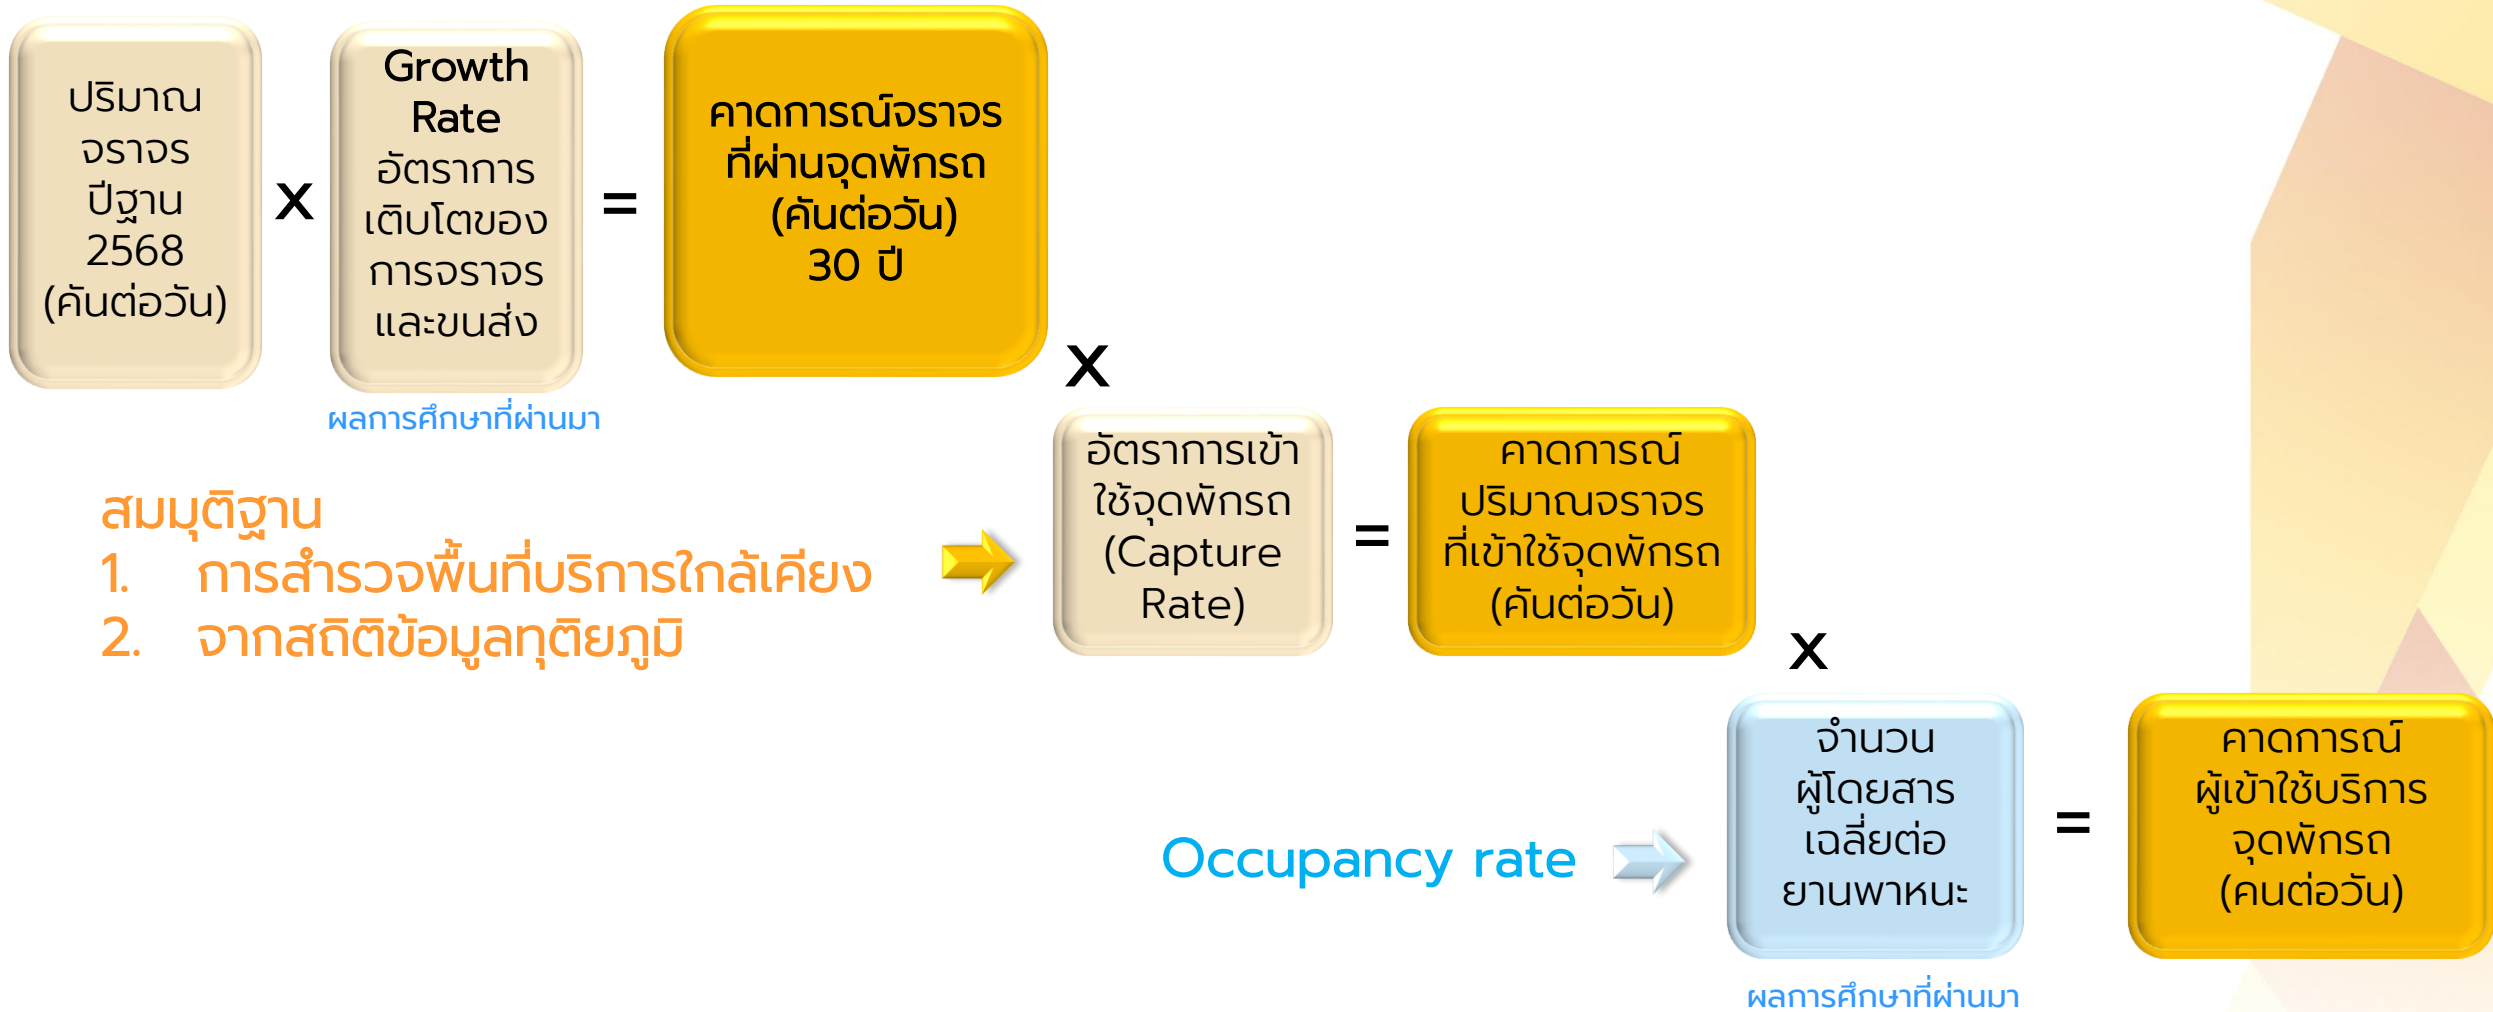 ปริมาณ
จราจร
ปีฐาน
2568
(คันต่อวัน)
x
Growth
Rate
อัตราการ
เติบโตของ
การจราจร
และขนส่ง
ผลการศึกษาที่ผ่านมา
=
คาดการณ์จราจร
ที่ผ่านจุดพักรถ
(คันต่อวัน)
30 ปี
x
สมมุติฐาน
1. การสำรวจพื้นที่บริการใกล้เคียง
2. จากสถิติข้อมูลทุติยภูมิ
อัตราการเข้า
ใช้จุดพักรถ
(Capture
Rate)
=
คาดการณ์
ปริมาณจราจร
ที่เข้าใช้จุดพักรถ
(คันต่อวัน)
x
Occupancy rate
จำนวน
ผู้โดยสาร
เฉลี่ยต่อ
ยานพาหนะ
ผลการศึกษาที่ผ่านมา
=
คาดการณ์
ผู้เข้าใช้บริการ
จุดพักรถ
(คนต่อวัน)